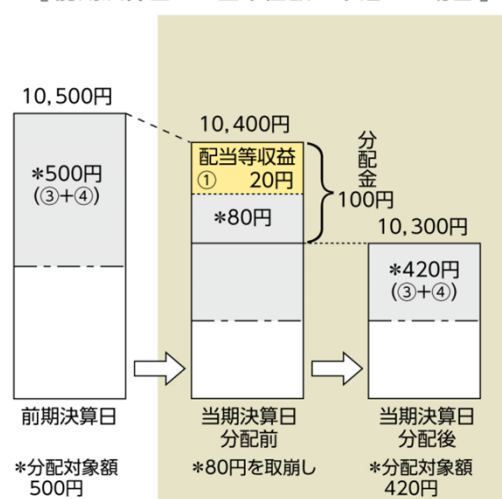 10,500円
10,400円
配当等収益
① 20円
*80円
分配金
100円
10,300円
*500円
(③+④)
*420円
(③+④)
前期決算日
当期決算日
分配前
当期決算日
分配後
*分配対象額
500円
*80円を取崩し
*分配対象額
420円